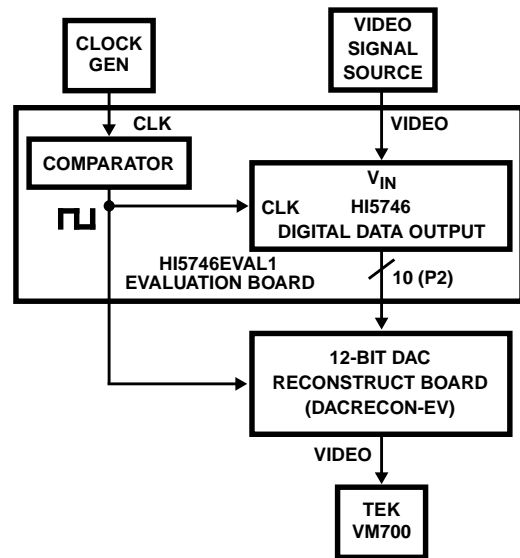 CLOCK
GEN
VIDEO
SIGNAL
SOURCE
CLK
VIDEO
COMPARATOR
VIN
CLK
HI5746
DIGITAL DATA OUTPUT
HI5746EVAL1
EVALUATION BOARD
10 (P2)
12-BIT DAC
RECONSTRUCT BOARD
(DACRECON-EV)
VIDEO
TEK
VM700